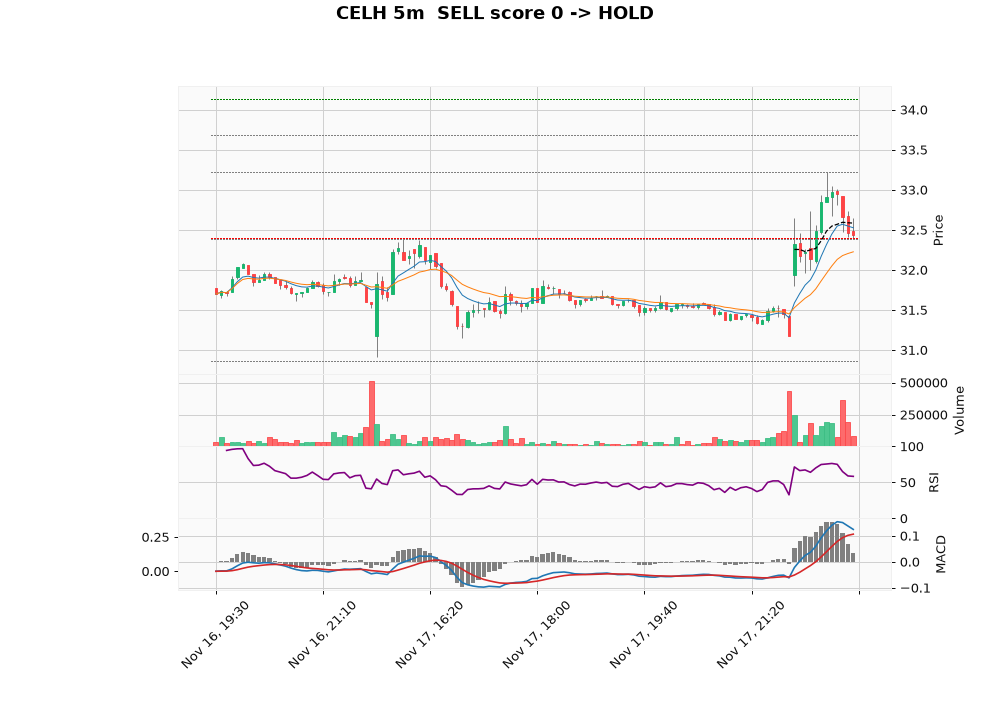 CELH 5m  SELL score 0 -> HOLD
34.0
33.5
33.0
32.5
32.0
31.5
31.0
Price
500000
250000
Volume
100
50
0
RSI
0.25
0.00
0.1
0.0
−0.1
MACD
Nov 16, 19:30
Nov 16, 21:10
Nov 17, 16:20
Nov 17, 18:00
Nov 17, 19:40
Nov 17, 21:20